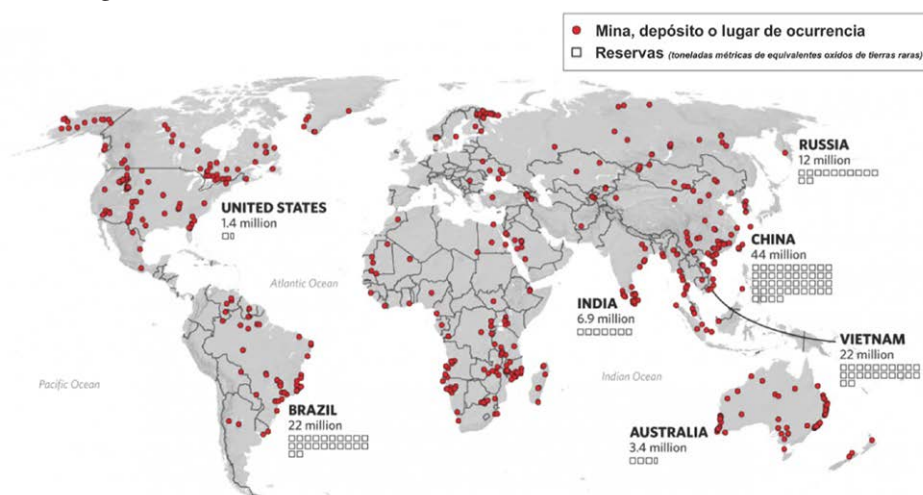 Mina, depósito o lugar de ocurrencia
Reservas (toneladas métricas de equivalentes oxidos de tierras raras)
RUSSIA
12 million
UNITED STATES
1.4 million
CHINA
44 million
Atlantic Ocean
INDIA
6.9 million
VIETNAM
22 million
Pacific Ocean
Indian Ocean
BRAZIL
22 million
AUSTRALIA
3.4 million